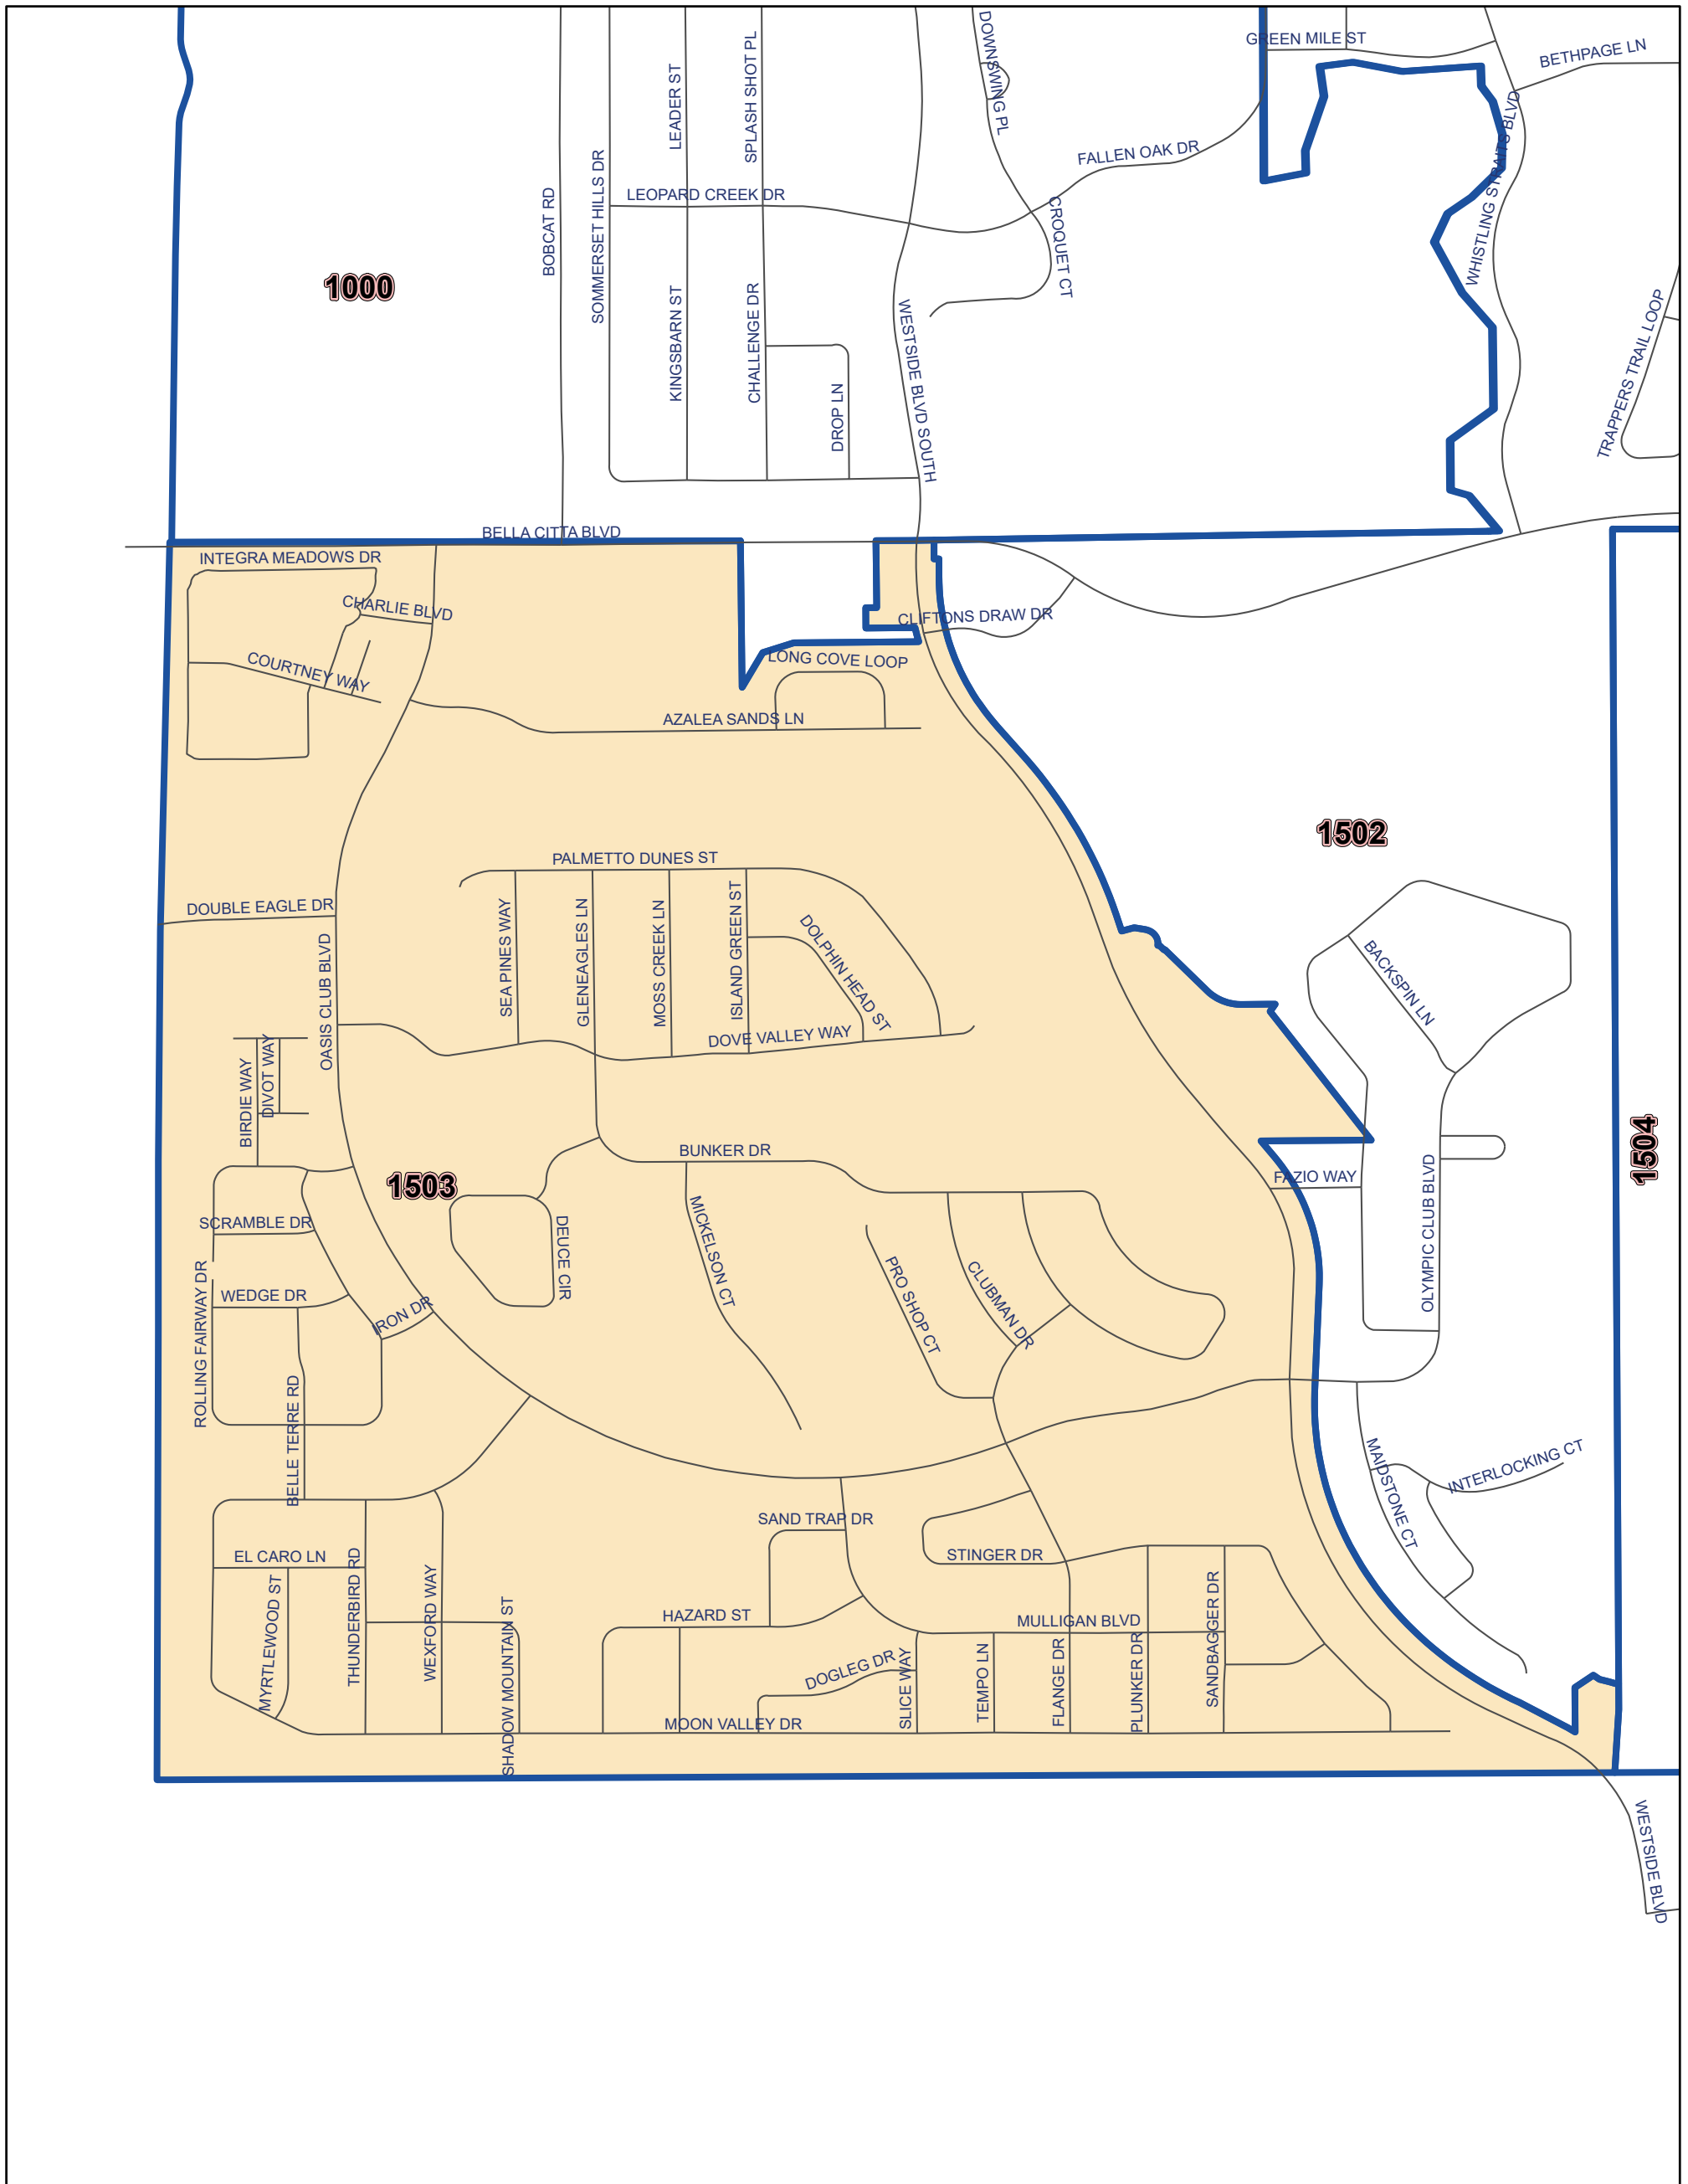 DOWNSWING PL
GREEN MILE ST
BETHPAGE LN
LEADER ST
SPLASH SHOT PL
WHISTLING STRAITS BLVD
FALLEN OAK DR
SOMMERSET HILLS DR
BOBCAT RD
LEOPARD CREEK DR
CROQUET CT
1000
KINGSBARN ST
CHALLENGE DR
WESTSIDE BLVD SOUTH
TRAPPERS TRAIL LOOP
DROP LN
BELLA CITTA BLVD
INTEGRA MEADOWS DR
CHARLIE BLVD
CLIFTONS DRAW DR
COURTNEY WAY
LONG COVE LOOP
AZALEA SANDS LN
1502
PALMETTO DUNES ST
DOUBLE EAGLE DR
SEA PINES WAY
GLENEAGLES LN
MOSS CREEK LN
ISLAND GREEN ST
DOLPHIN HEAD ST
BACKSPIN LN
OASIS CLUB BLVD
DOVE VALLEY WAY
BIRDIE WAY
DIVOT WAY
1504
BUNKER DR
FAZIO WAY
1503
OLYMPIC CLUB BLVD
SCRAMBLE DR
DEUCE CIR
MICKELSON CT
PRO SHOP CT
CLUBMAN DR
ROLLING FAIRWAY DR
WEDGE DR
IRON DR
BELLE TERRE RD
MAIDSTONE CT
INTERLOCKING CT
SAND TRAP DR
EL CARO LN
STINGER DR
MYRTLEWOOD ST
THUNDERBIRD RD
WEXFORD WAY
SHADOW MOUNTAIN ST
HAZARD ST
MULLIGAN BLVD
DOGLEG DR
SLICE WAY
TEMPO LN
FLANGE DR
PLUNKER DR
SANDBAGGER DR
MOON VALLEY DR
WESTSIDE BLVD